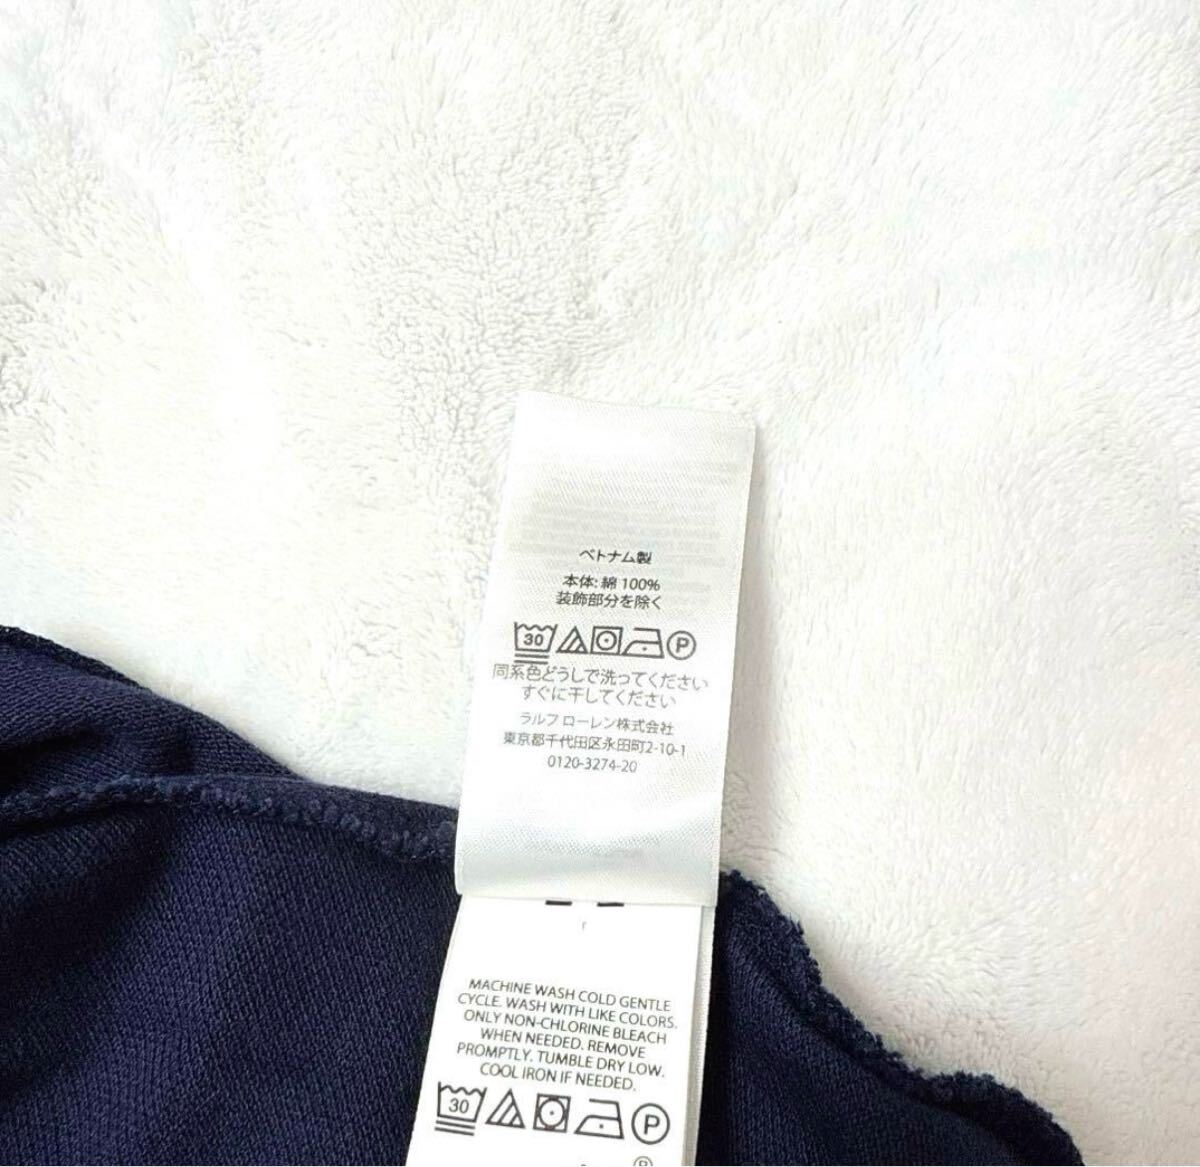 ベトナム製
本体: 綿 100%
装飾部分を除く
30 P
同系色どうしで洗ってください
すぐに干してください
ラルフ ローレン株式会社
東京都千代田区永田町2-10-1
0120-3274-20
MACHINE WASH COLD GENTLE
CYCLE. WASH WITH LIKE COLORS.
ONLY NON-CHLORINE BLEACH
WHEN NEEDED. REMOVE
PROMPTLY. TUMBLE DRY LOW.
COOL IRON IF NEEDED.
30 P